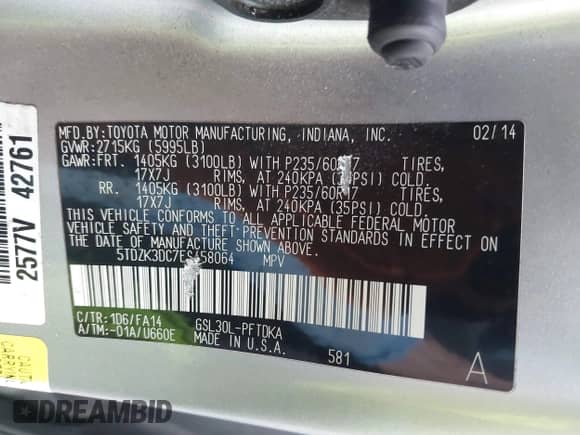 MFD.BY:TOYOTA MOTOR MANUFACTURING, INDIANA, INC. 02/14
GVWR:2715KG (5995LB)
GAWR:FRT. 1405KG (3100LB) WITH P235/60R17 TIRES,
17X7J RIMS, AT 240KPA (35PSI) COLD
RR. 1405KG (3100LB) WITH P235/60R17 TIRES,
17X7J RIMS, AT 240KPA (35PSI) COLD.
THIS VEHICLE CONFORMS TO ALL APPLICABLE FEDERAL MOTOR
VEHICLE SAFETY AND THEFT-PREVENTION STANDARDS IN EFFECT ON
THE DATE OF MANUFACTURE SHOWN ABOVE.
MPV
C/TR:1D6/FA14 GSL30L-PFTDKA
A/TM:-01A/U660E MADE IN U.S.A. 581
A
2577V 42761
DREAMBID